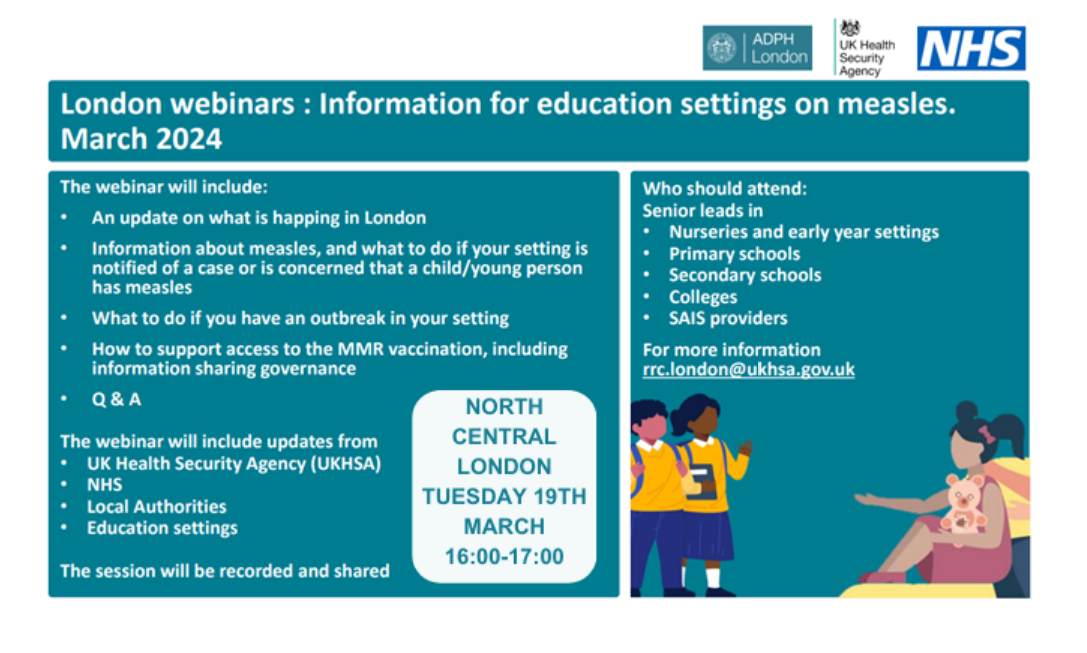 ADPH
London
UK Health
Security
Agency
NHS
London webinars : Information for education settings on measles.
March 2024
The webinar will include:
• An update on what is happing in London
• Information about measles, and what to do if your setting is
notified of a case or is concerned that a child/young person
has measles
• What to do if you have an outbreak in your setting
• How to support access to the MMR vaccination, including
information sharing governance
• Q & A
The webinar will include updates from
• UK Health Security Agency (UKHSA)
• NHS
• Local Authorities
• Education settings
The session will be recorded and shared
NORTH
CENTRAL
LONDON
TUESDAY 19TH
MARCH
16:00-17:00
Who should attend:
Senior leads in
• Nurseries and early year settings
• Primary schools
• Secondary schools
• Colleges
• SAIS providers
For more information
rrc.london@ukhsa.gov.uk